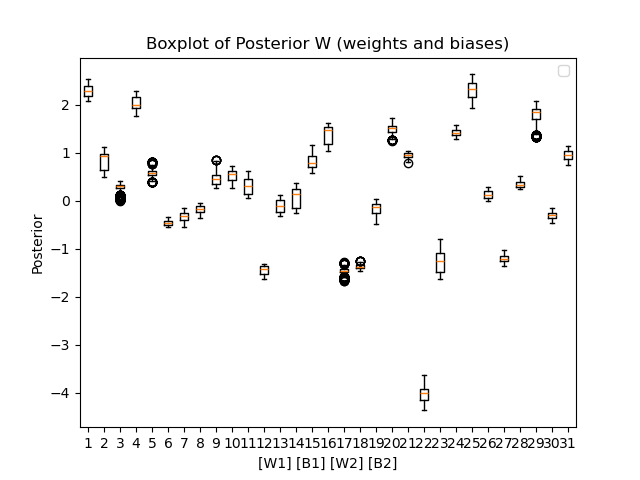 Boxplot of Posterior W (weights and biases)
2
1
0
−1
−2
−3
−4
Posterior
1 2 3 4 5 6 7 8 9 10 11 12 13 14 15 16 17 18 19 20 21 22 23 24 25 26 27 28 29 30 31
[W1] [B1] [W2] [B2]